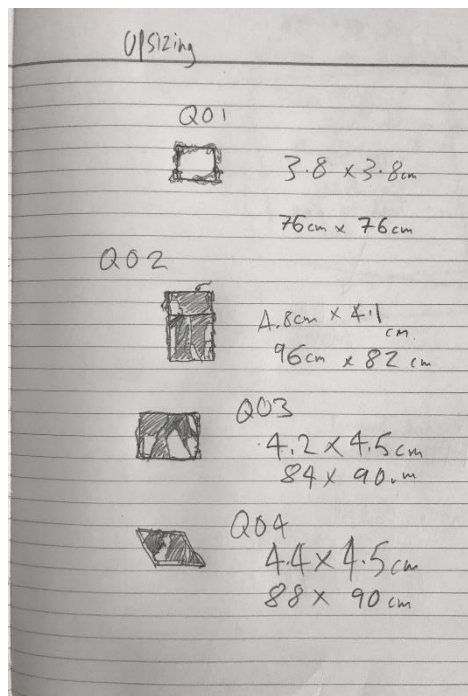 Upsizing
Q01
3.8 x 3.8cm
76cm x 76cm
Q02
4.8cm x 4.1
cm.
96cm x 82 cm
Q03
4.2 x 4.5cm
84 x 90cm
Q04
4.4 x 4.5cm
88 x 90 cm